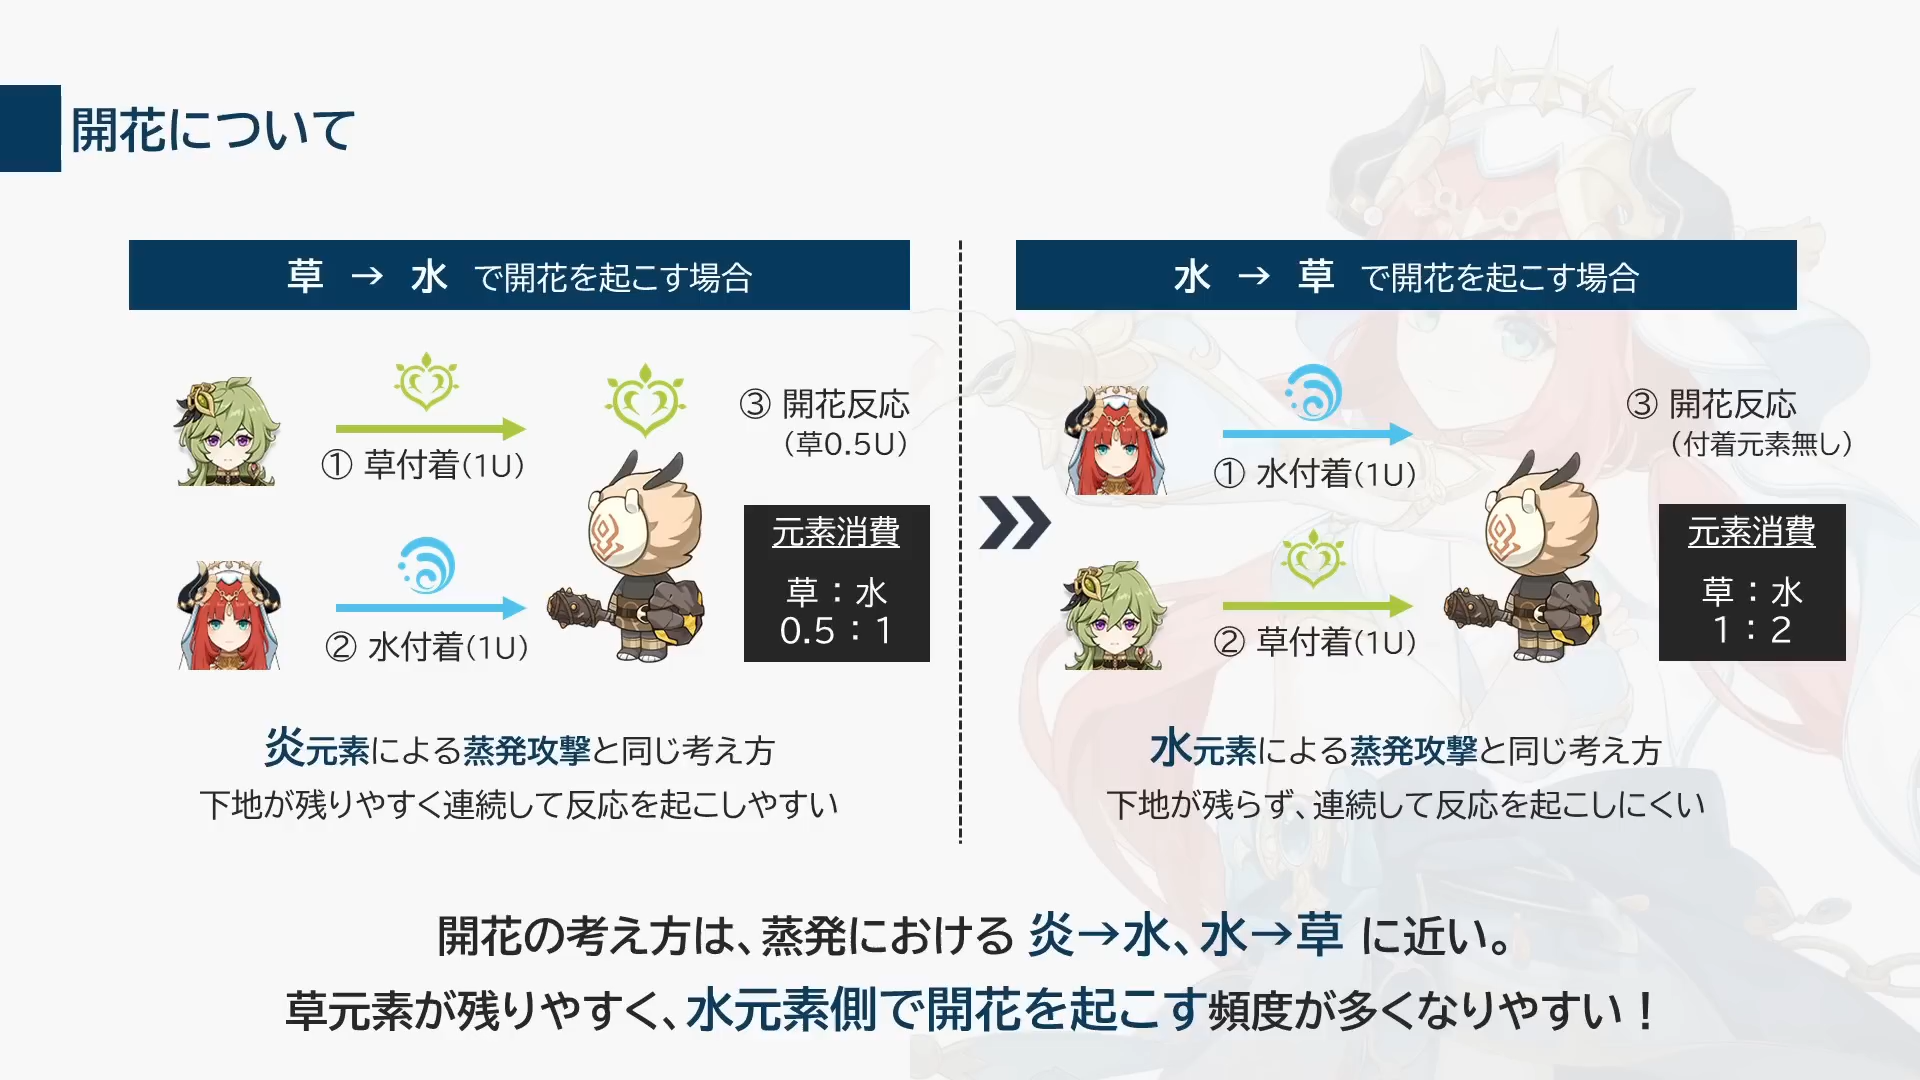 開花について
草 → 水 で開花を起こす場合
① 草付着(1U)
② 水付着(1U)
③ 開花反応
（草0.5U）
元素消費
草：水
0.5：1
炎元素による蒸発攻撃と同じ考え方
下地が残りやすく連続して反応を起こしやすい
水 → 草 で開花を起こす場合
① 水付着(1U)
② 草付着(1U)
③ 開花反応
（付着元素無し）
元素消費
草：水
1：2
水元素による蒸発攻撃と同じ考え方
下地が残らず、連続して反応を起こしにくい
開花の考え方は、蒸発における 炎→水、水→草 に近い。
草元素が残りやすく、水元素側で開花を起こす頻度が多くなりやすい！